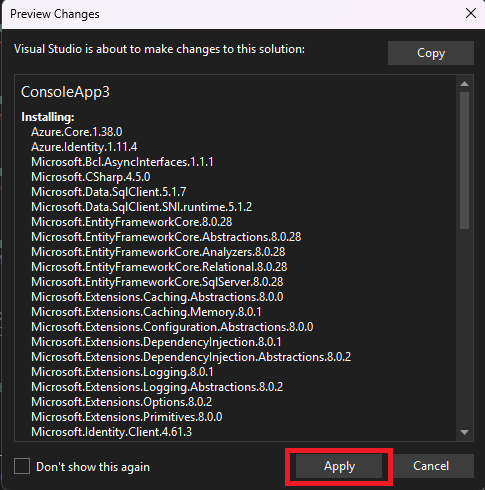 Preview Changes
Visual Studio is about to make changes to this solution:
Copy
ConsoleApp3
Installing:
Azure.Core.1.38.0
Azure.Identity.1.11.4
Microsoft.Bcl.AsyncInterfaces.1.1.1
Microsoft.CSharp.4.5.0
Microsoft.Data.SqlClient.5.1.7
Microsoft.Data.SqlClient.SNI.runtime.5.1.2
Microsoft.EntityFrameworkCore.8.0.28
Microsoft.EntityFrameworkCore.Abstractions.8.0.28
Microsoft.EntityFrameworkCore.Analyzers.8.0.28
Microsoft.EntityFrameworkCore.Relational.8.0.28
Microsoft.EntityFrameworkCore.SqlServer.8.0.28
Microsoft.Extensions.Caching.Abstractions.8.0.0
Microsoft.Extensions.Caching.Memory.8.0.1
Microsoft.Extensions.Configuration.Abstractions.8.0.0
Microsoft.Extensions.DependencyInjection.8.0.1
Microsoft.Extensions.DependencyInjection.Abstractions.8.0.2
Microsoft.Extensions.Logging.8.0.1
Microsoft.Extensions.Logging.Abstractions.8.0.2
Microsoft.Extensions.Options.8.0.2
Microsoft.Extensions.Primitives.8.0.0
Microsoft.Identity.Client.4.61.3
Don't show this again
Apply
Cancel